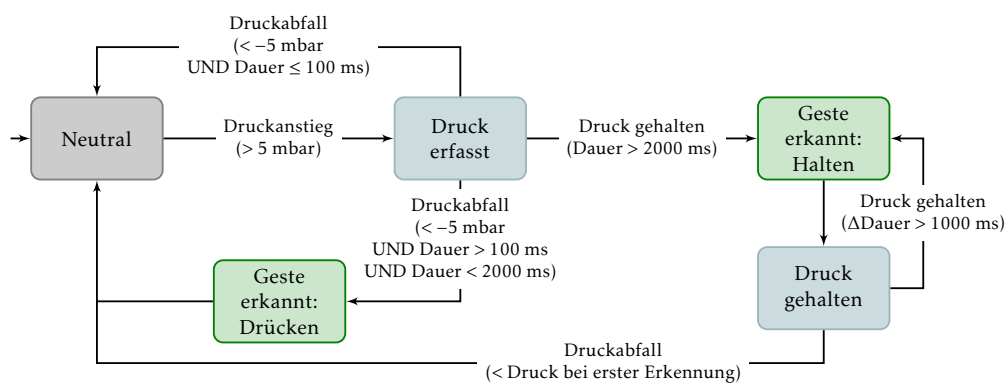 Druckabfall
(< −5 mbar
UND Dauer ≤ 100 ms)
Neutral
Druckanstieg
(> 5 mbar)
Druck
erfasst
Druck gehalten
(Dauer > 2000 ms)
Geste
erkannt:
Halten
Druckabfall
(< −5 mbar
UND Dauer > 100 ms
UND Dauer < 2000 ms)
Druck gehalten
(ΔDauer > 1000 ms)
Geste
erkannt:
Drücken
Druck
gehalten
Druckabfall
(< Druck bei erster Erkennung)